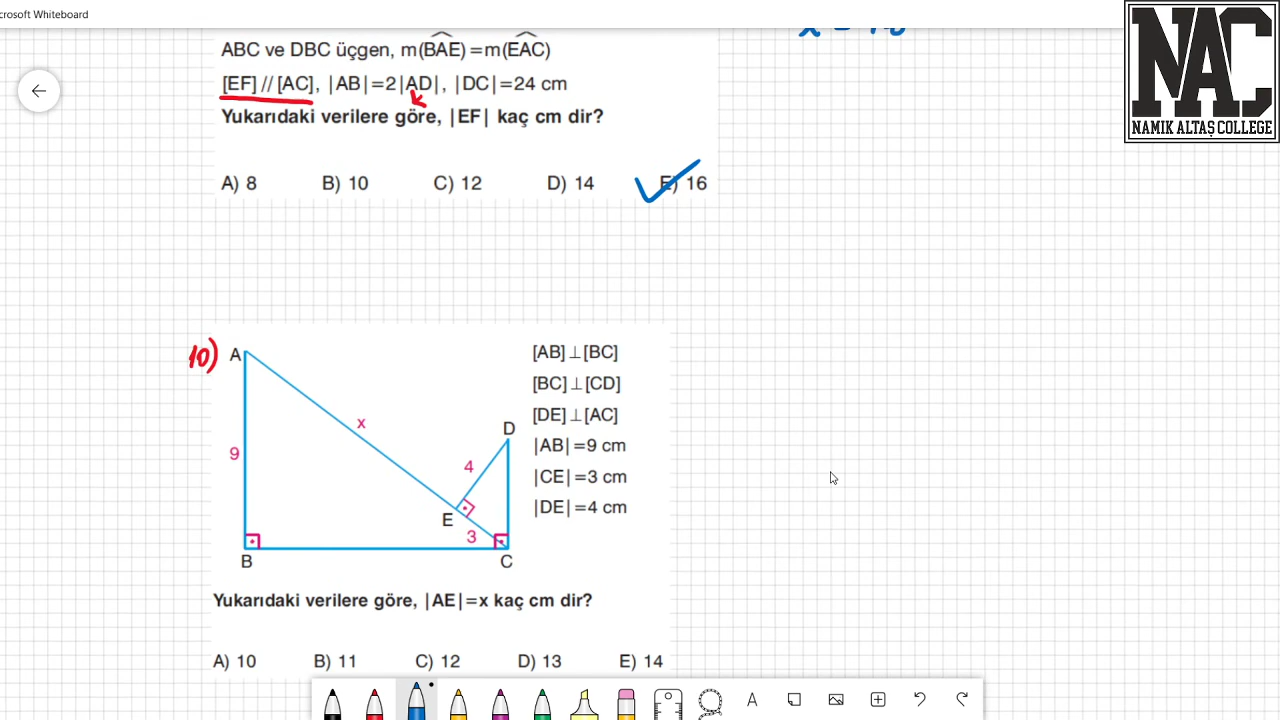 crosoft Whiteboard
NAC
NAMIK ALTAŞ COLLEGE
ABC ve DBC üçgen, m(BAE)=m(EAC)
[EF] // [AC], |AB|=2|AD|, |DC|=24 cm
Yukarıdaki verilere göre, |EF| kaç cm dir?
A) 8 B) 10 C) 12 D) 14 E) 16
10)
A
9
x
D
4
E
3
B
C
[AB]⊥[BC]
[BC]⊥[CD]
[DE]⊥[AC]
|AB|=9 cm
|CE|=3 cm
|DE|=4 cm
Yukarıdaki verilere göre, |AE|=x kaç cm dir?
A) 10 B) 11 C) 12 D) 13 E) 14
A